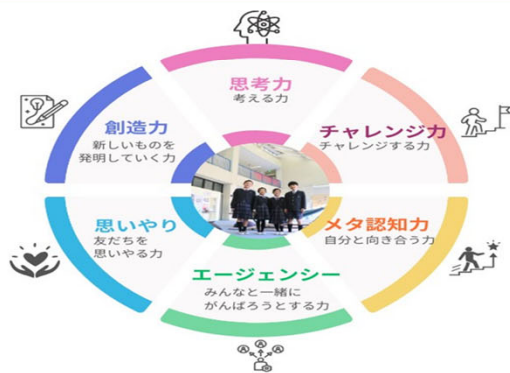 思考力
考える力
チャレンジ力
チャレンジする力
メタ認知力
自分と向き合う力
エージェンシー
みんなと一緒に
がんばろうとする力
思いやり
友だちを
思いやる力
創造力
新しいものを
発明していく力